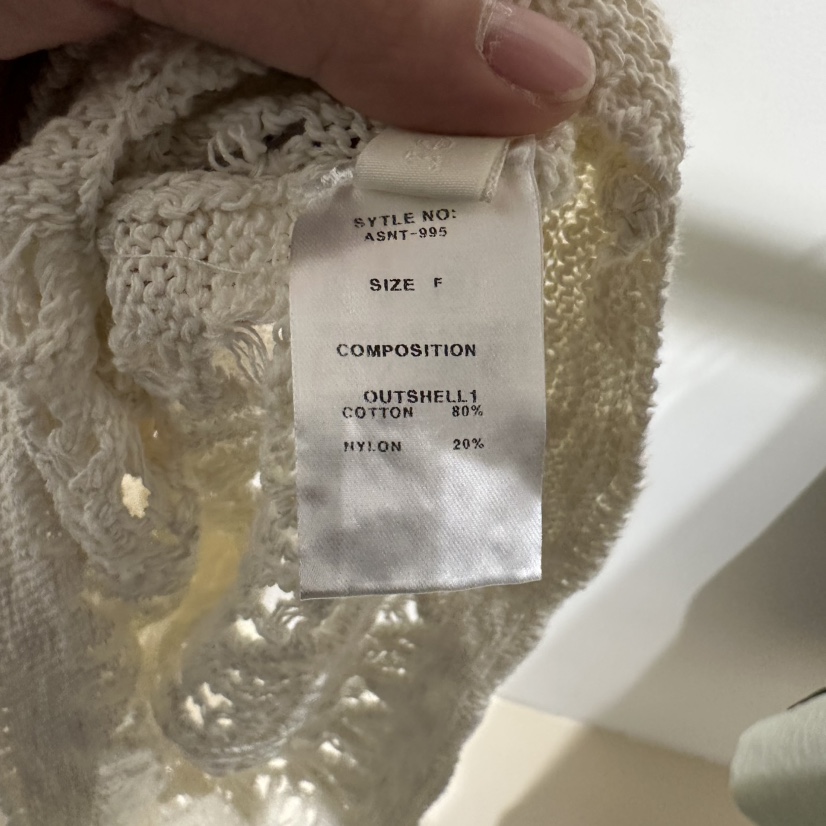 SYTLE NO:
ASNT-995
SIZE F
COMPOSITION
OUTSHELL1
COTTON 80%
NYLON 20%